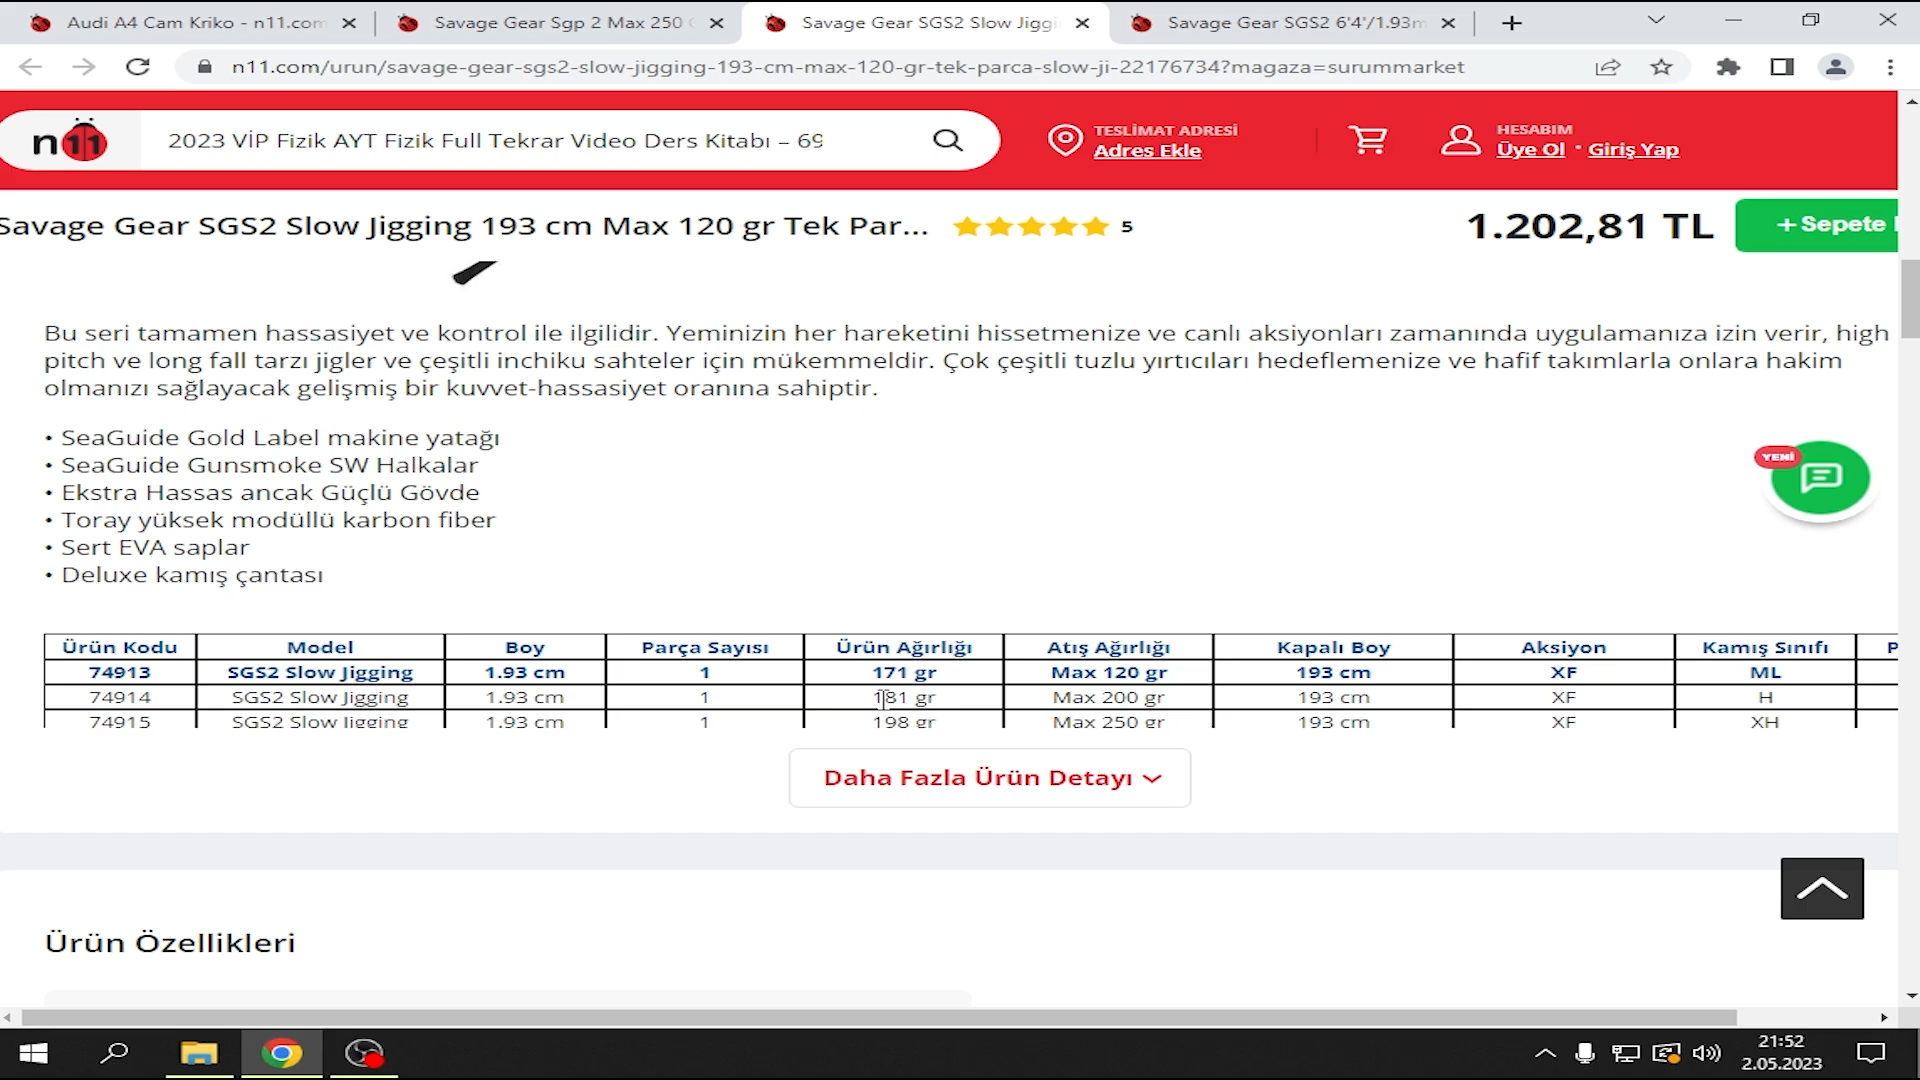 Audi A4 Cam Kriko - n11.com
Savage Gear Sgp 2 Max 250
Savage Gear SGS2 Slow Jiggi
Savage Gear SGS2 6'4'/1.93m
n11.com/urun/savage-gear-sgs2-slow-jigging-193-cm-max-120-gr-tek-parca-slow-ji-22176734?magaza=surummarket
n11
2023 VİP Fizik AYT Fizik Full Tekrar Video Ders Kitabı – 69
TESLİMAT ADRESİ
Adres Ekle
HESABIM
Üye Ol · Giriş Yap
Savage Gear SGS2 Slow Jigging 193 cm Max 120 gr Tek Par... 5
1.202,81 TL
+Sepete
Bu seri tamamen hassasiyet ve kontrol ile ilgilidir. Yeminizin her hareketini hissetmenize ve canlı aksiyonları zamanında uygulamanıza izin verir, high
pitch ve long fall tarzı jigler ve çeşitli inchiku sahteler için mükemmeldir. Çok çeşitli tuzlu yırtıcıları hedeflemenize ve hafif takımlarla onlara hakim
olmanızı sağlayacak gelişmiş bir kuvvet-hassasiyet oranına sahiptir.
• SeaGuide Gold Label makine yatağı
• SeaGuide Gunsmoke SW Halkalar
• Ekstra Hassas ancak Güçlü Gövde
• Toray yüksek modüllü karbon fiber
• Sert EVA saplar
• Deluxe kamış çantası
YENİ
Ürün Kodu Model Boy Parça Sayısı Ürün Ağırlığı Atış Ağırlığı Kapalı Boy Aksiyon Kamış Sınıfı P
74913 SGS2 Slow Jigging 1.93 cm 1 171 gr Max 120 gr 193 cm XF ML
74914 SGS2 Slow Jigging 1.93 cm 1 181 gr Max 200 gr 193 cm XF H
74915 SGS2 Slow Jigging 1.93 cm 1 198 gr Max 250 gr 193 cm XF XH
Daha Fazla Ürün Detayı
Ürün Özellikleri
21:52
2.05.2023